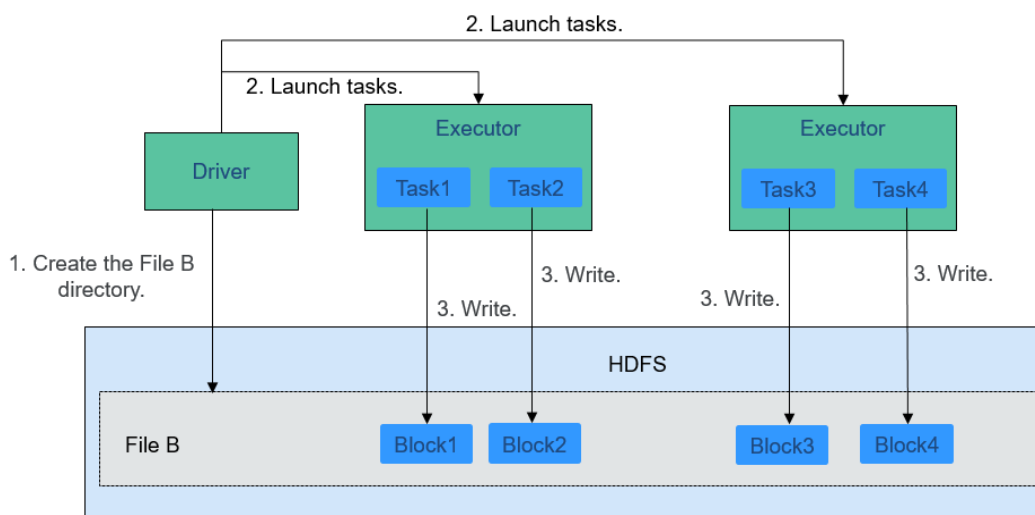 2. Launch tasks.
2. Launch tasks.
Executor
Executor
Driver
Task1
Task2
Task3
Task4
1. Create the File B
directory.
3. Write.
3. Write.
3. Write.
3. Write.
HDFS
File B
Block1
Block2
Block3
Block4